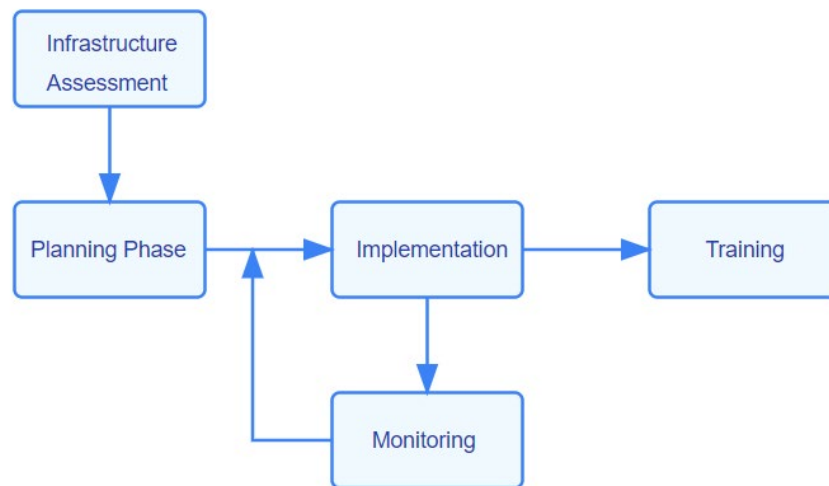 Infrastructure
Assessment
Planning Phase
Implementation
Training
Monitoring